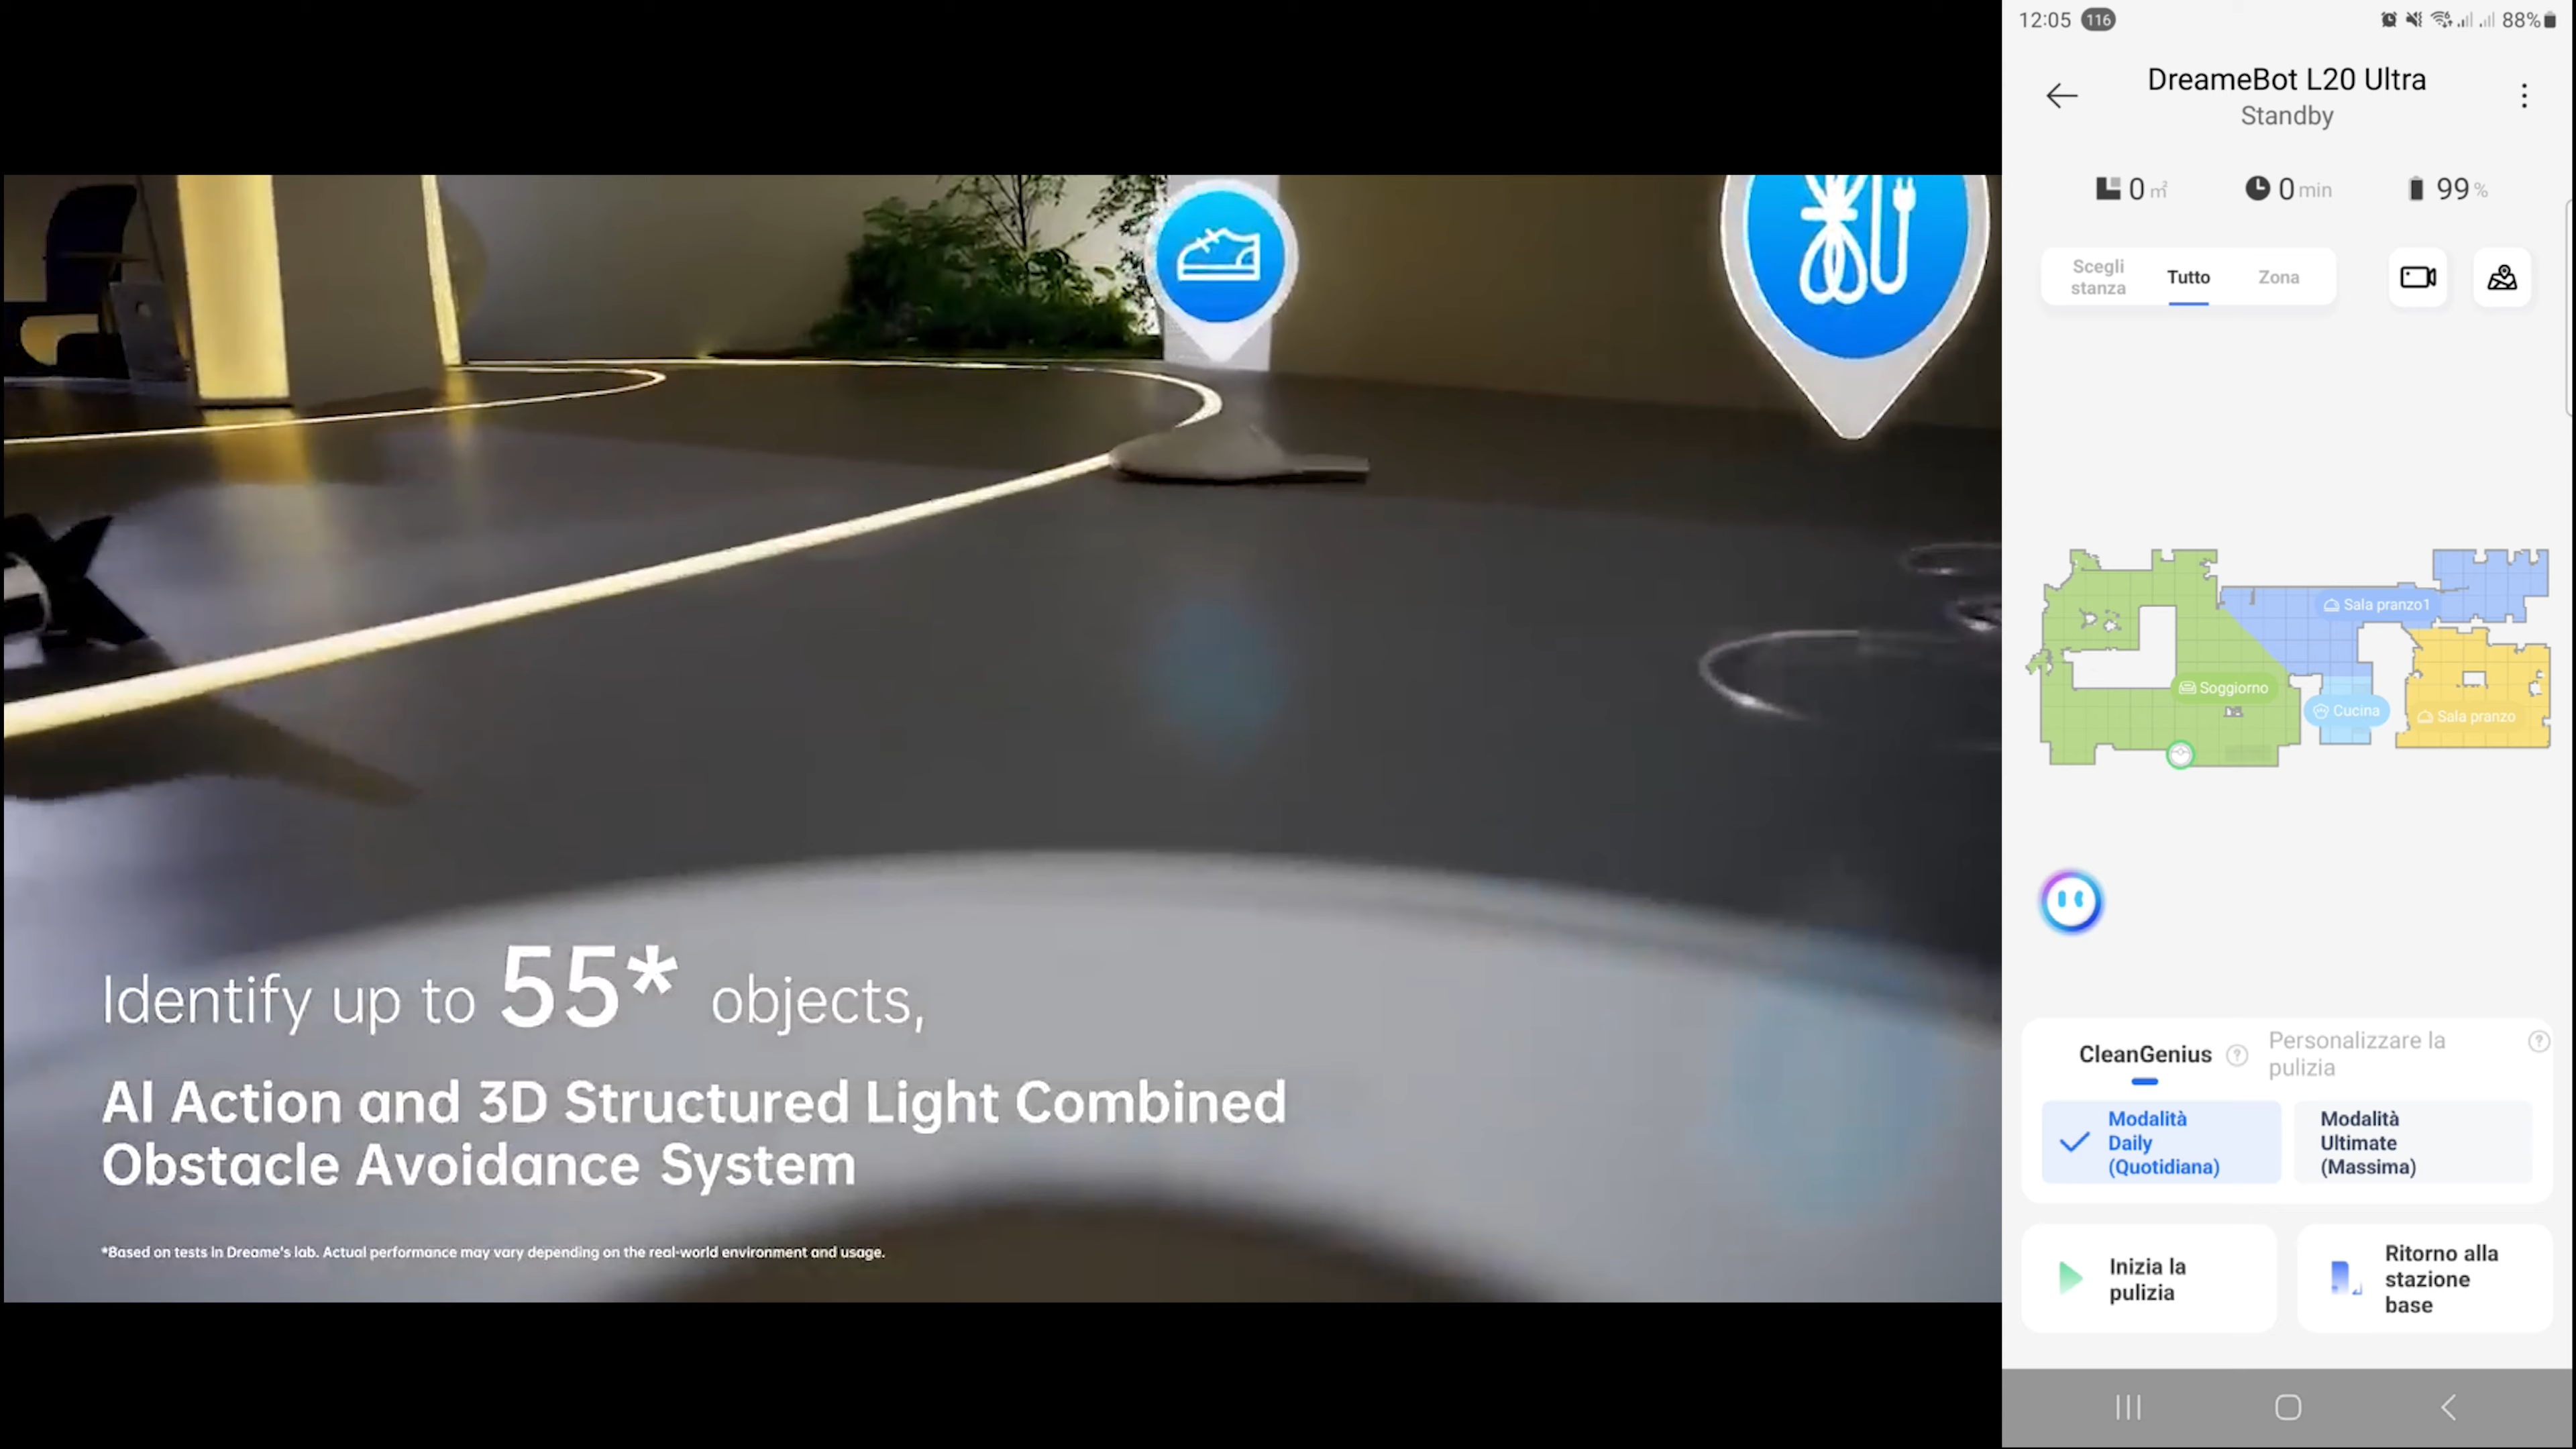 Identify up to 55* objects,
AI Action and 3D Structured Light Combined
Obstacle Avoidance System
*Based on tests in Dreame's lab. Actual performance may vary depending on the real-world environment and usage.
12:05 116 88%
DreameBot L20 Ultra
Standby
0 m² 0 min 99 %
Scegli
stanza
Tutto
Zona
Sala pranzo1
Soggiorno
Cucina
Sala pranzo
CleanGenius ?
Personalizzare la
pulizia
?
Modalità
Daily
(Quotidiana)
Modalità
Ultimate
(Massima)
Inizia la
pulizia
Ritorno alla
stazione
base